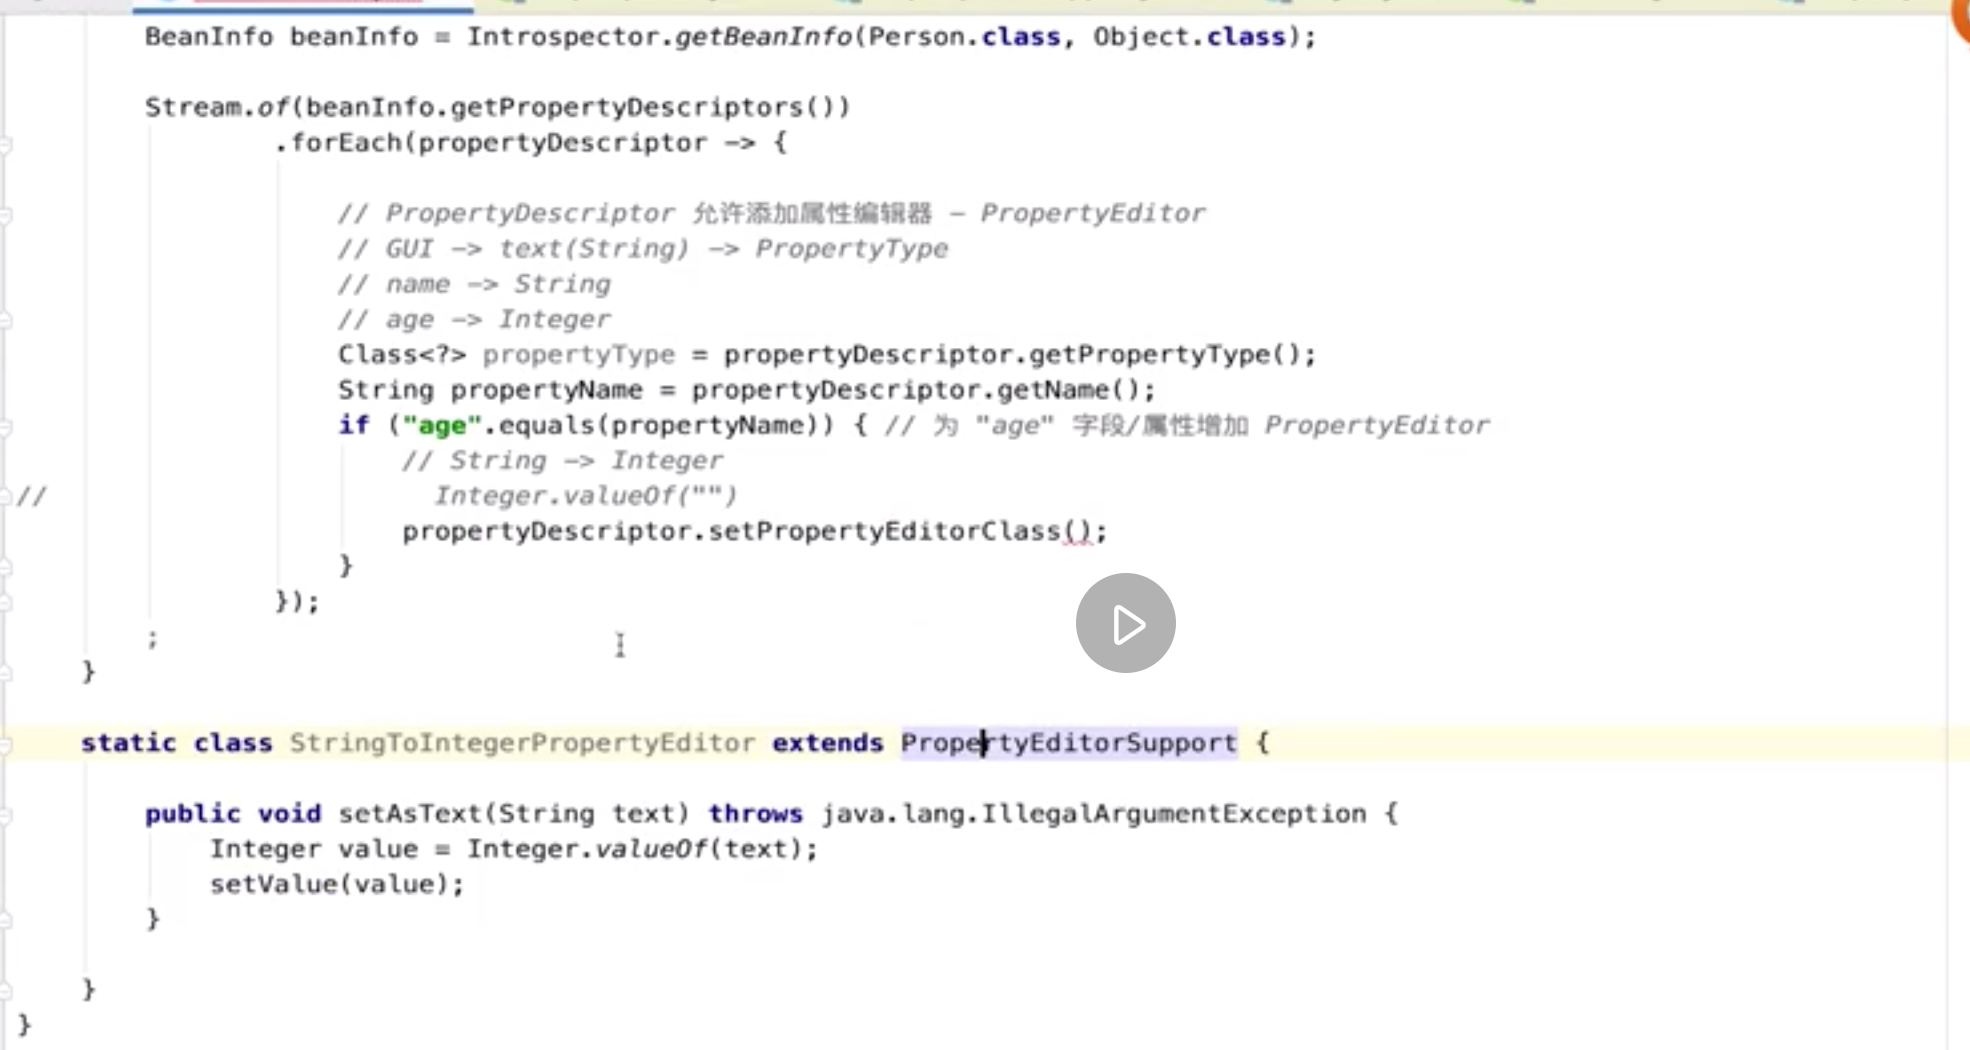 BeanInfo beanInfo = Introspector.getBeanInfo(Person.class, Object.class);
Stream.of(beanInfo.getPropertyDescriptors())
.forEach(propertyDescriptor -> {
// PropertyDescriptor 允许添加属性编辑器 - PropertyEditor
// GUI -> text(String) -> PropertyType
// name -> String
// age -> Integer
Class<?> propertyType = propertyDescriptor.getPropertyType();
String propertyName = propertyDescriptor.getName();
if ("age".equals(propertyName)) { // 为 "age" 字段/属性增加 PropertyEditor
// String -> Integer
// Integer.valueOf("")
propertyDescriptor.setPropertyEditorClass();
}
});
;
}
static class StringToIntegerPropertyEditor extends PropertyEditorSupport {
public void setAsText(String text) throws java.lang.IllegalArgumentException {
Integer value = Integer.valueOf(text);
setValue(value);
}
}
}